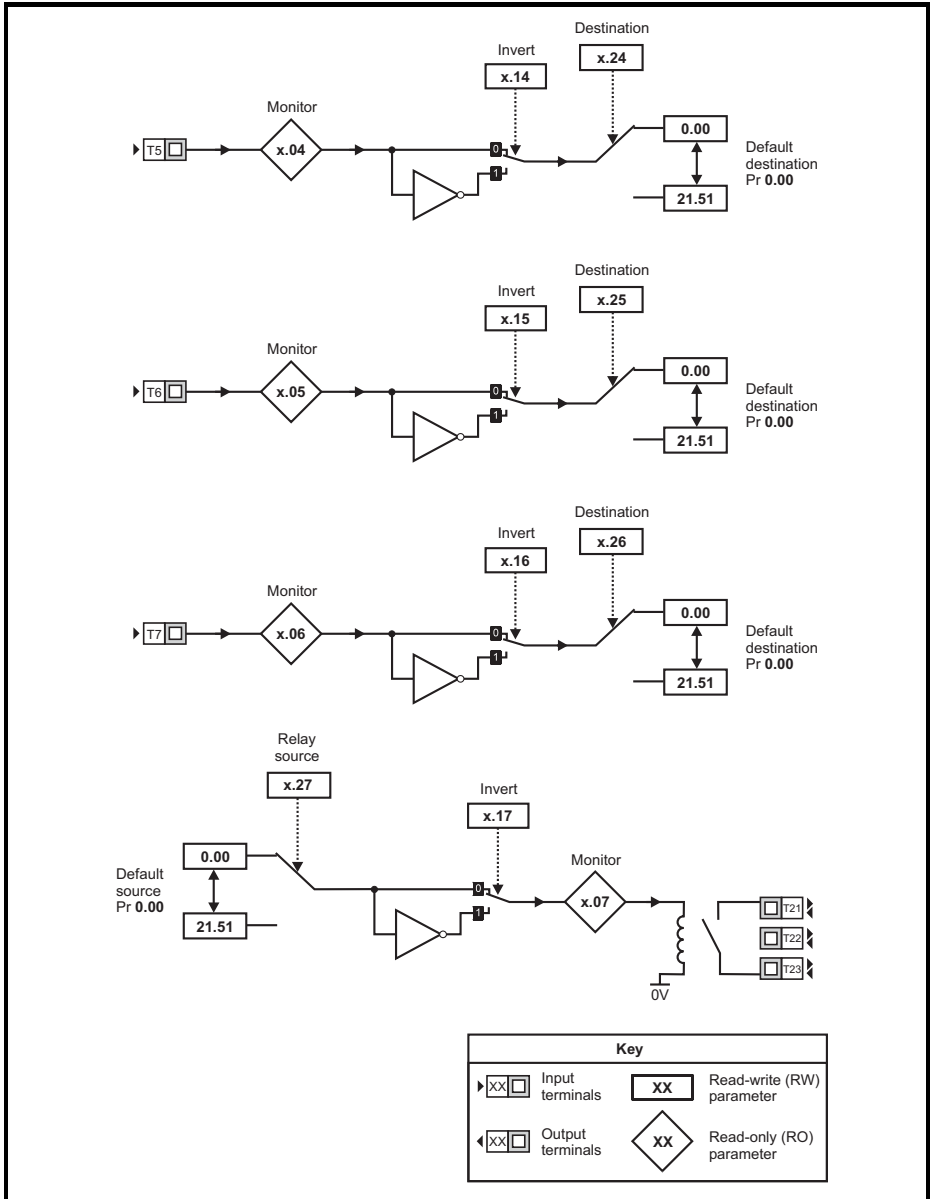 Destination
Invert
x.24
x.14
Monitor
0.00
T5
x.04
0
Default
destination
Pr 0.00
1
21.51
Destination
Invert
x.25
x.15
Monitor
0.00
T6
x.05
0
Default
destination
Pr 0.00
1
21.51
Destination
Invert
x.26
x.16
Monitor
0.00
T7
x.06
0
Default
destination
Pr 0.00
1
21.51
Relay
source
x.27
Invert
x.17
0.00
Monitor
Default
source
Pr 0.00
0
x.07
T21
1
21.51
T22
T23
0V
Key
XX
Input
terminals
XX
Read-write (RW)
parameter
XX
Output
terminals
XX
Read-only (RO)
parameter